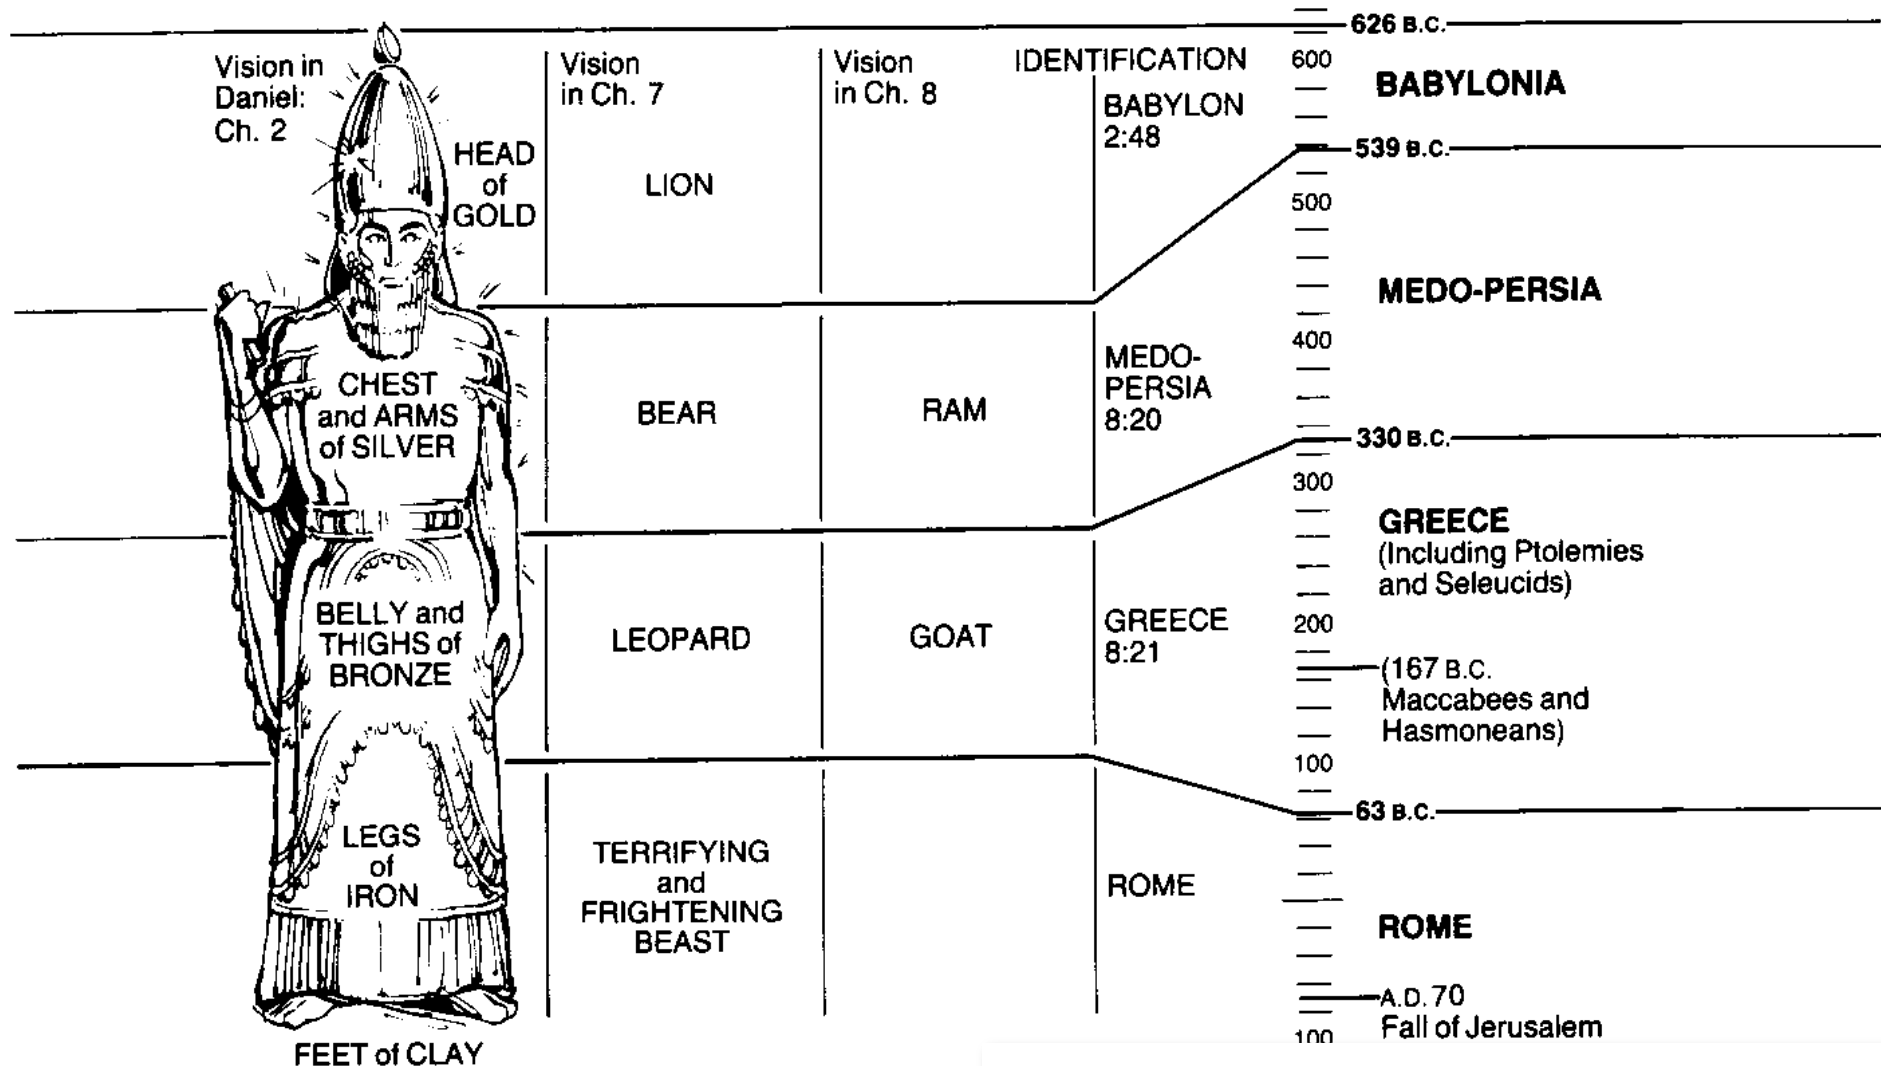 Vision in
Daniel:
Ch. 2
HEAD
of
GOLD
Vision
in Ch. 7
LION
Vision
in Ch. 8
IDENTIFICATION
BABYLON
2:48
626 B.C.
600
BABYLONIA
539 B.C.
500
CHEST
and ARMS
of SILVER
BEAR
RAM
MEDO-
PERSIA
8:20
MEDO-PERSIA
400
330 B.C.
300
BELLY and
THIGHS of
BRONZE
LEOPARD
GOAT
GREECE
8:21
GREECE
(Including Ptolemies
and Seleucids)
200
(167 B.C.
Maccabees and
Hasmoneans)
100
63 B.C.
LEGS
of
IRON
TERRIFYING
and
FRIGHTENING
BEAST
ROME
ROME
A.D. 70
Fall of Jerusalem
100
FEET of CLAY